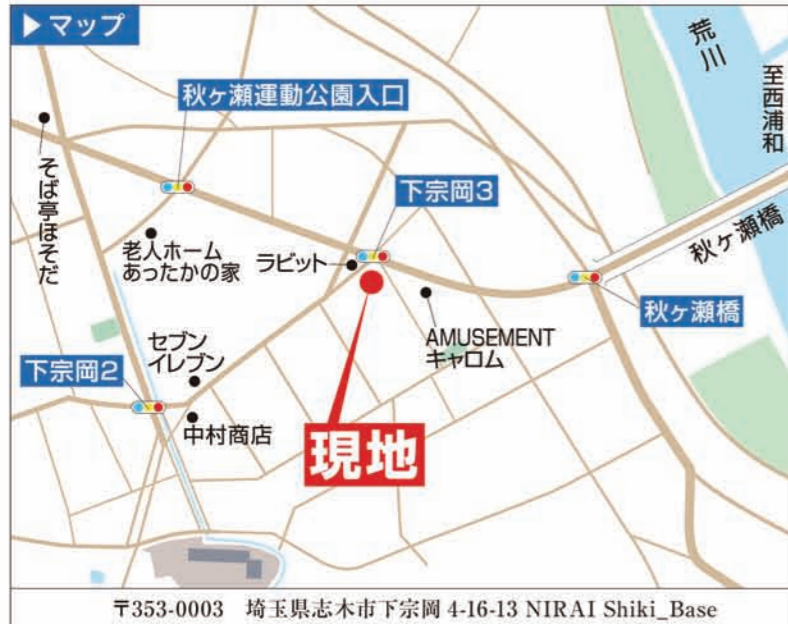 ▶マップ
荒川
至西浦和
秋ヶ瀬運動公園入口
そば亭ほそだ
下宗岡3
老人ホーム
あったかの家
ラビット
秋ヶ瀬橋
秋ヶ瀬橋
AMUSEMENT
キャロム
セブン
イレブン
下宗岡2
中村商店
現地
〒353-0003 埼玉県志木市下宗岡 4-16-13 NIRAI Shiki_Base